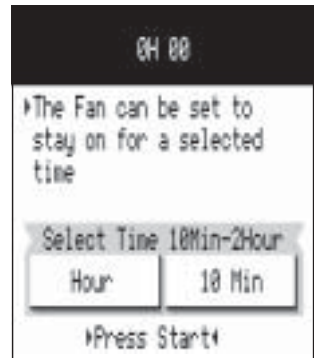 0H 00
The Fan can be set to
stay on for a selected
time
Select Time 10Min-2Hour
Hour
10 Min
Press Start